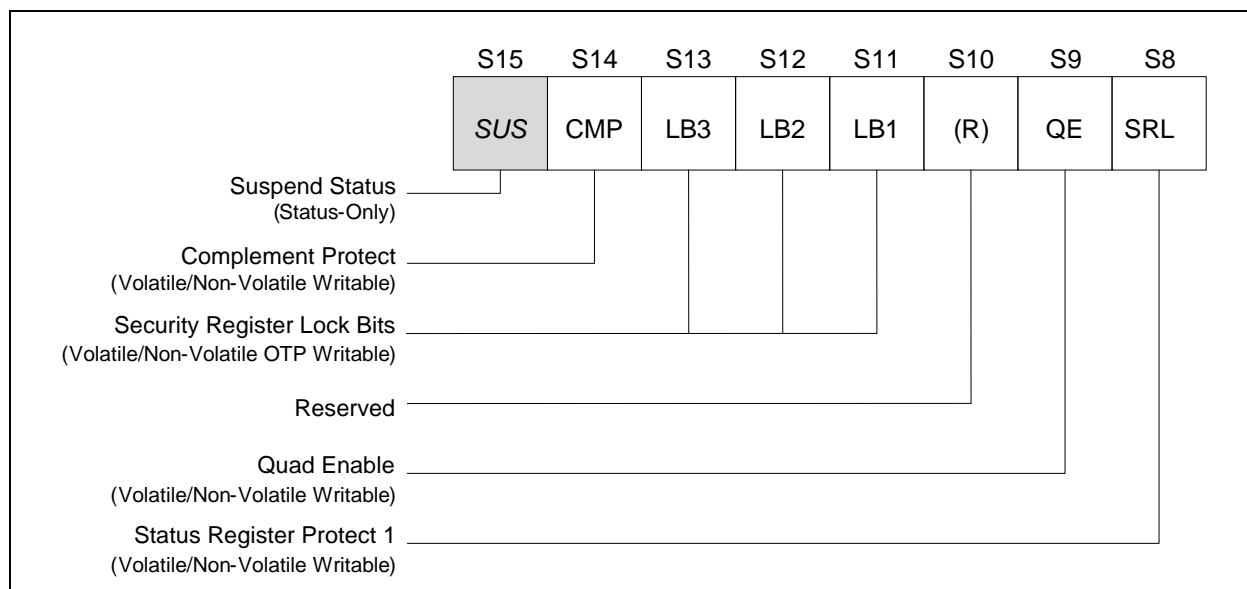 S15 S14 S13 S12 S11 S10 S9 S8
SUS CMP LB3 LB2 LB1 (R) QE SRL
Suspend Status
(Status-Only)
Complement Protect
(Volatile/Non-Volatile Writable)
Security Register Lock Bits
(Volatile/Non-Volatile OTP Writable)
Reserved
Quad Enable
(Volatile/Non-Volatile Writable)
Status Register Protect 1
(Volatile/Non-Volatile Writable)